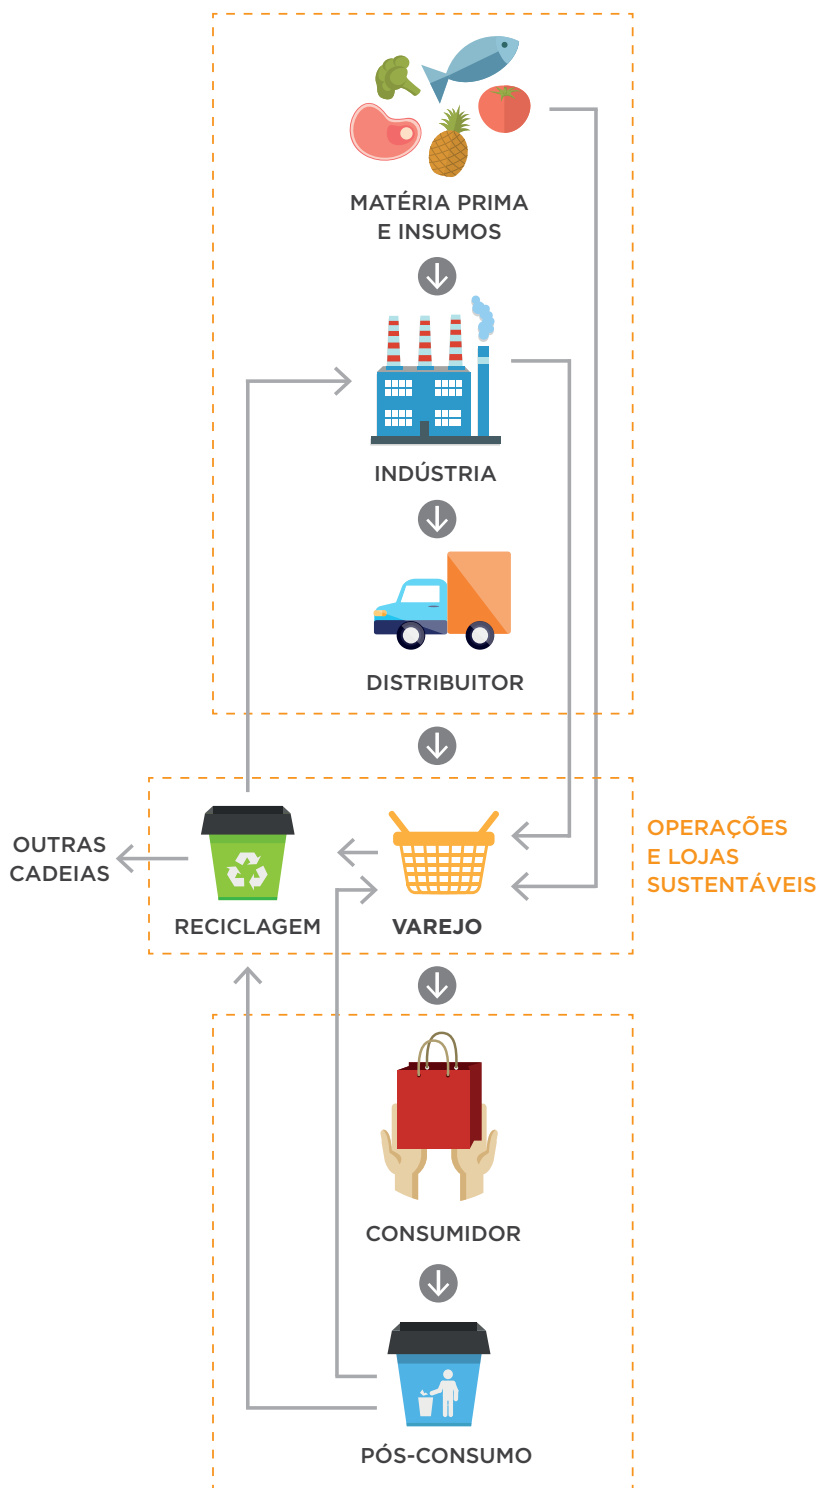 MATÉRIA PRIMA
E INSUMOS
INDÚSTRIA
DISTRIBUITOR
OUTRAS
CADEIAS
RECICLAGEM
VAREJO
OPERAÇÕES
E LOJAS
SUSTENTÁVEIS
CONSUMIDOR
PÓS-CONSUMO